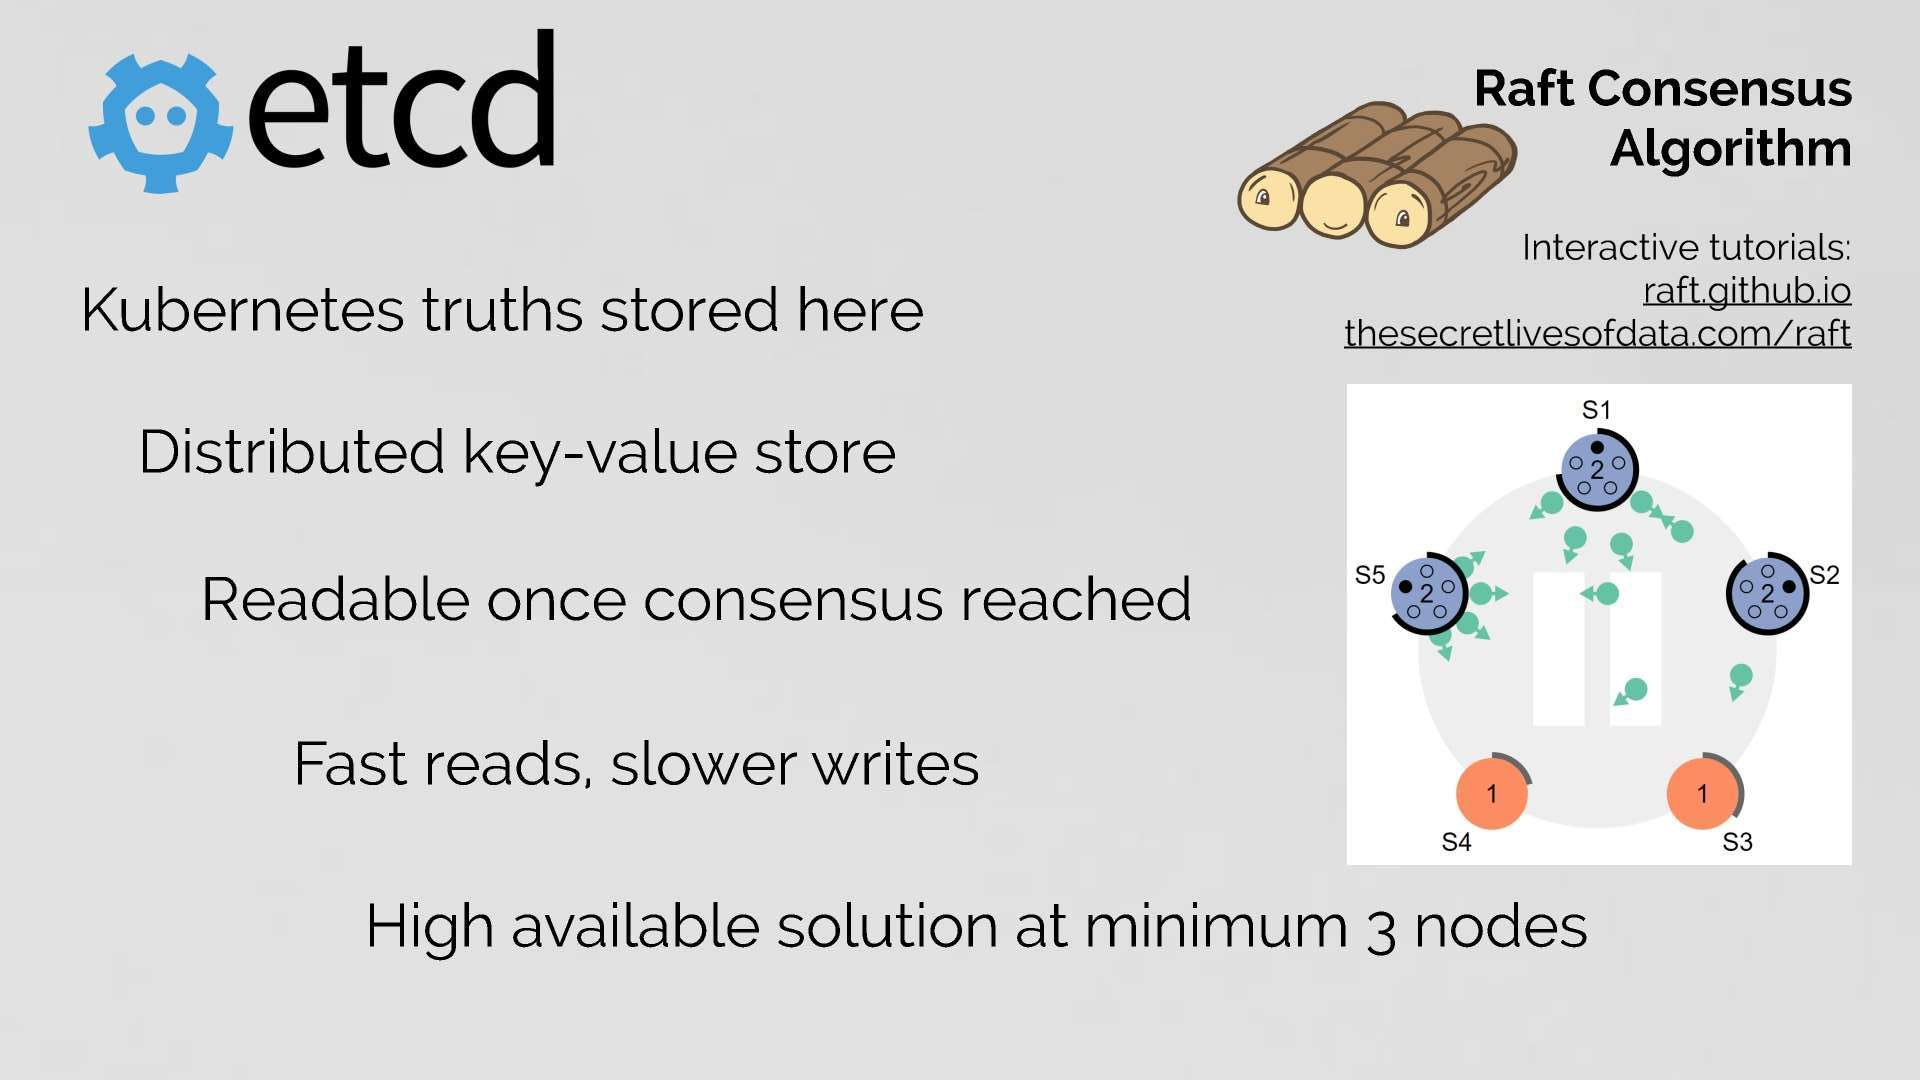 etcd
Raft Consensus
Algorithm
Interactive tutorials:
raft.github.io
thesecretlivesofdata.com/raft
Kubernetes truths stored here
Distributed key-value store
Readable once consensus reached
Fast reads, slower writes
High available solution at minimum 3 nodes
S1
2
S5
2
2
S2
1
1
S4
S3